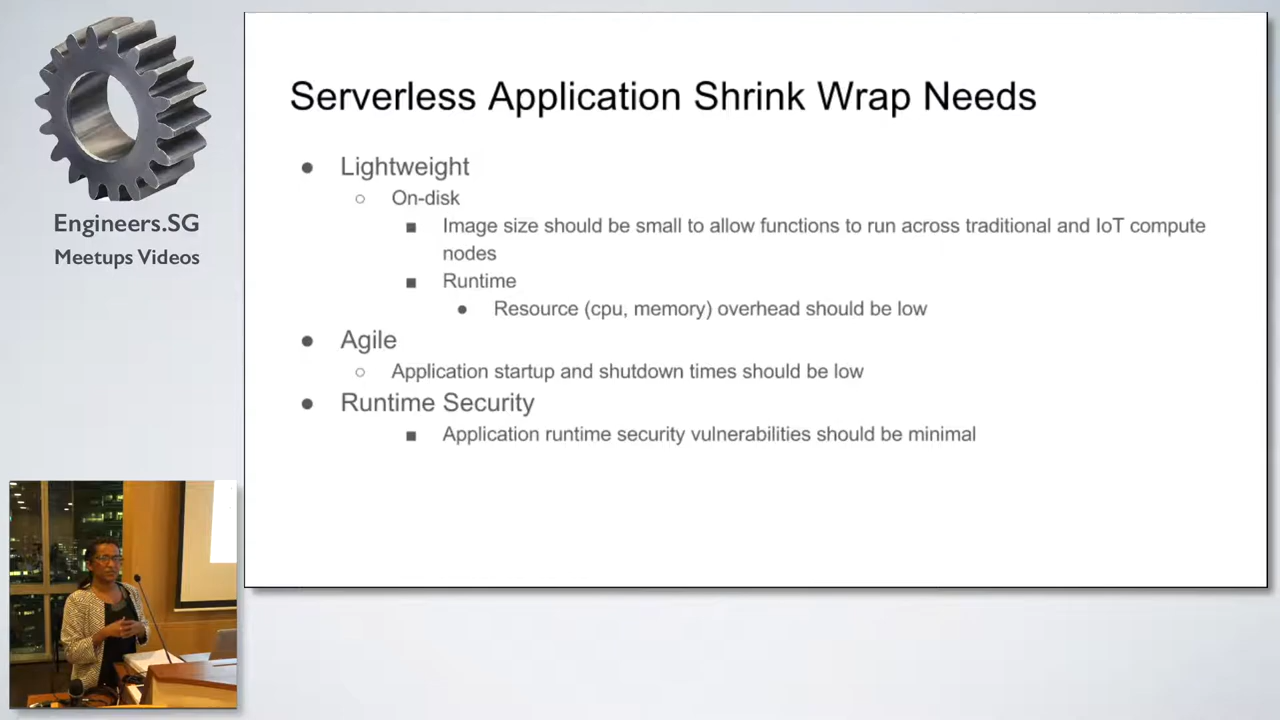 Engineers.SG
Meetups Videos
Serverless Application Shrink Wrap Needs
● Lightweight
○ On-disk
■ Image size should be small to allow functions to run across traditional and IoT compute
nodes
■ Runtime
● Resource (cpu, memory) overhead should be low
● Agile
○ Application startup and shutdown times should be low
● Runtime Security
■ Application runtime security vulnerabilities should be minimal